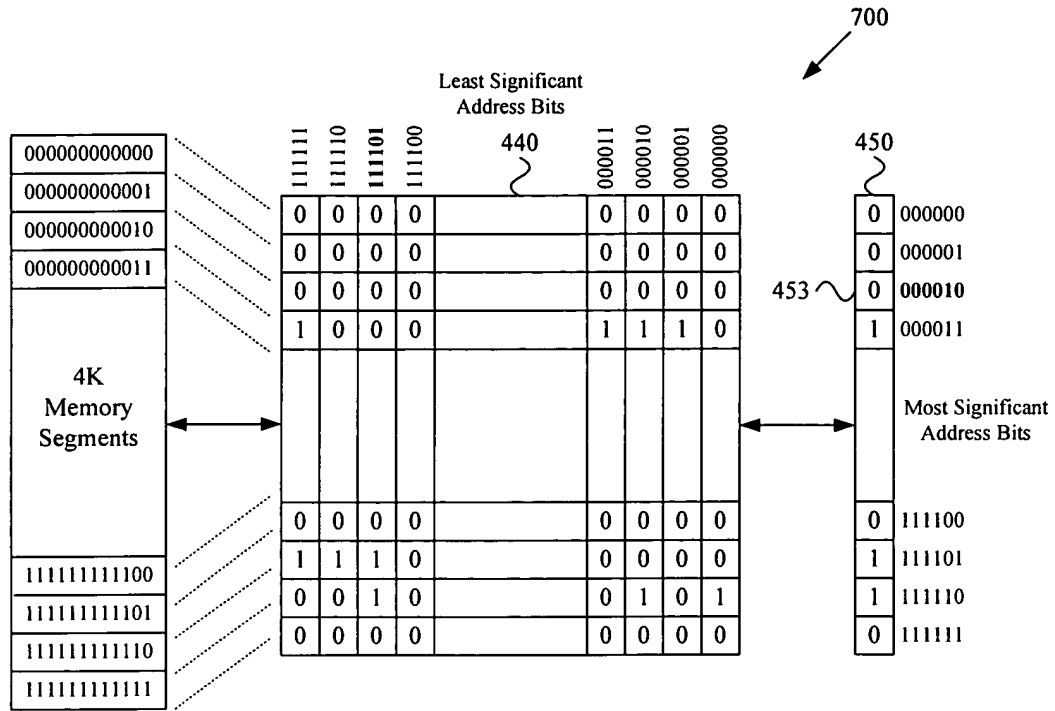 700
Least Significant
Address Bits
111111 111110 111101 111100 440 000011 000010 000001 000000 450
000000000000
000000000001
000000000010
000000000011
4K
Memory
Segments
111111111100
111111111101
111111111110
111111111111
0 0 0 0 0 0 0 0 0 000000
0 0 0 0 0 0 0 0 0 000001
0 0 0 0 0 0 0 0 453 0 000010
1 0 0 0 1 1 1 0 1 000011
Most Significant
Address Bits
0 0 0 0 0 0 0 0 0 111100
1 1 1 0 0 0 0 0 1 111101
0 0 1 0 0 1 0 1 1 111110
0 0 0 0 0 0 0 0 0 111111